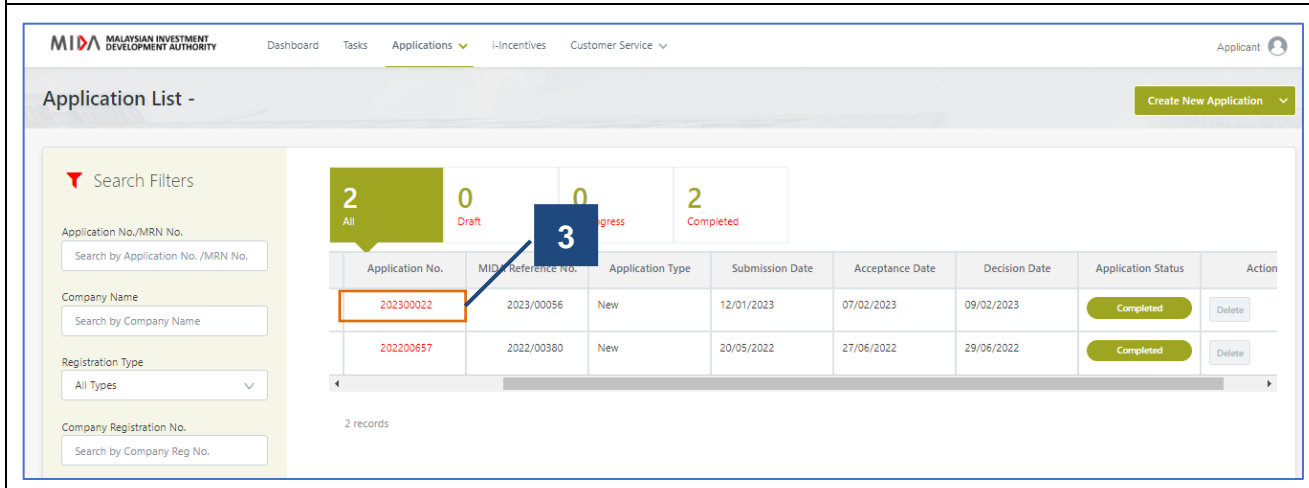 MIDA MALAYSIAN INVESTMENT DEVELOPMENT AUTHORITY
Dashboard Tasks Applications i-Incentives Customer Service Applicant
Application List -
Create New Application
Search Filters
Application No./MRN No.
Search by Application No. /MRN No.
Company Name
Search by Company Name
Registration Type
All Types
Company Registration No.
Search by Company Reg No.
2 All
0 Draft
0
2 Completed
3
Application No. MIDA Reference No. Application Type Submission Date Acceptance Date Decision Date Application Status Action
202300022 2023/00056 New 12/01/2023 07/02/2023 09/02/2023 Completed Delete
202200657 2022/00380 New 20/05/2022 27/06/2022 29/06/2022 Completed Delete
2 records